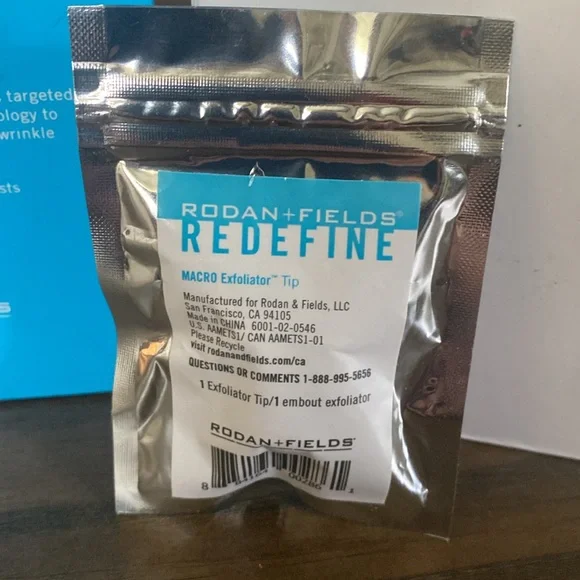 targeted
ology to
wrinkle
sts
RODAN+FIELDS®
REDEFINE
MACRO Exfoliator™ Tip
Manufactured for Rodan & Fields, LLC
San Francisco, CA 94105
Made in CHINA 6001-02-0546
U.S. AAMETS1/ CAN AAMETS1-01
Please Recycle
visit rodanandfields.com/ca
QUESTIONS OR COMMENTS 1-888-995-5656
1 Exfoliator Tip/1 embout exfoliator
RODAN+FIELDS®